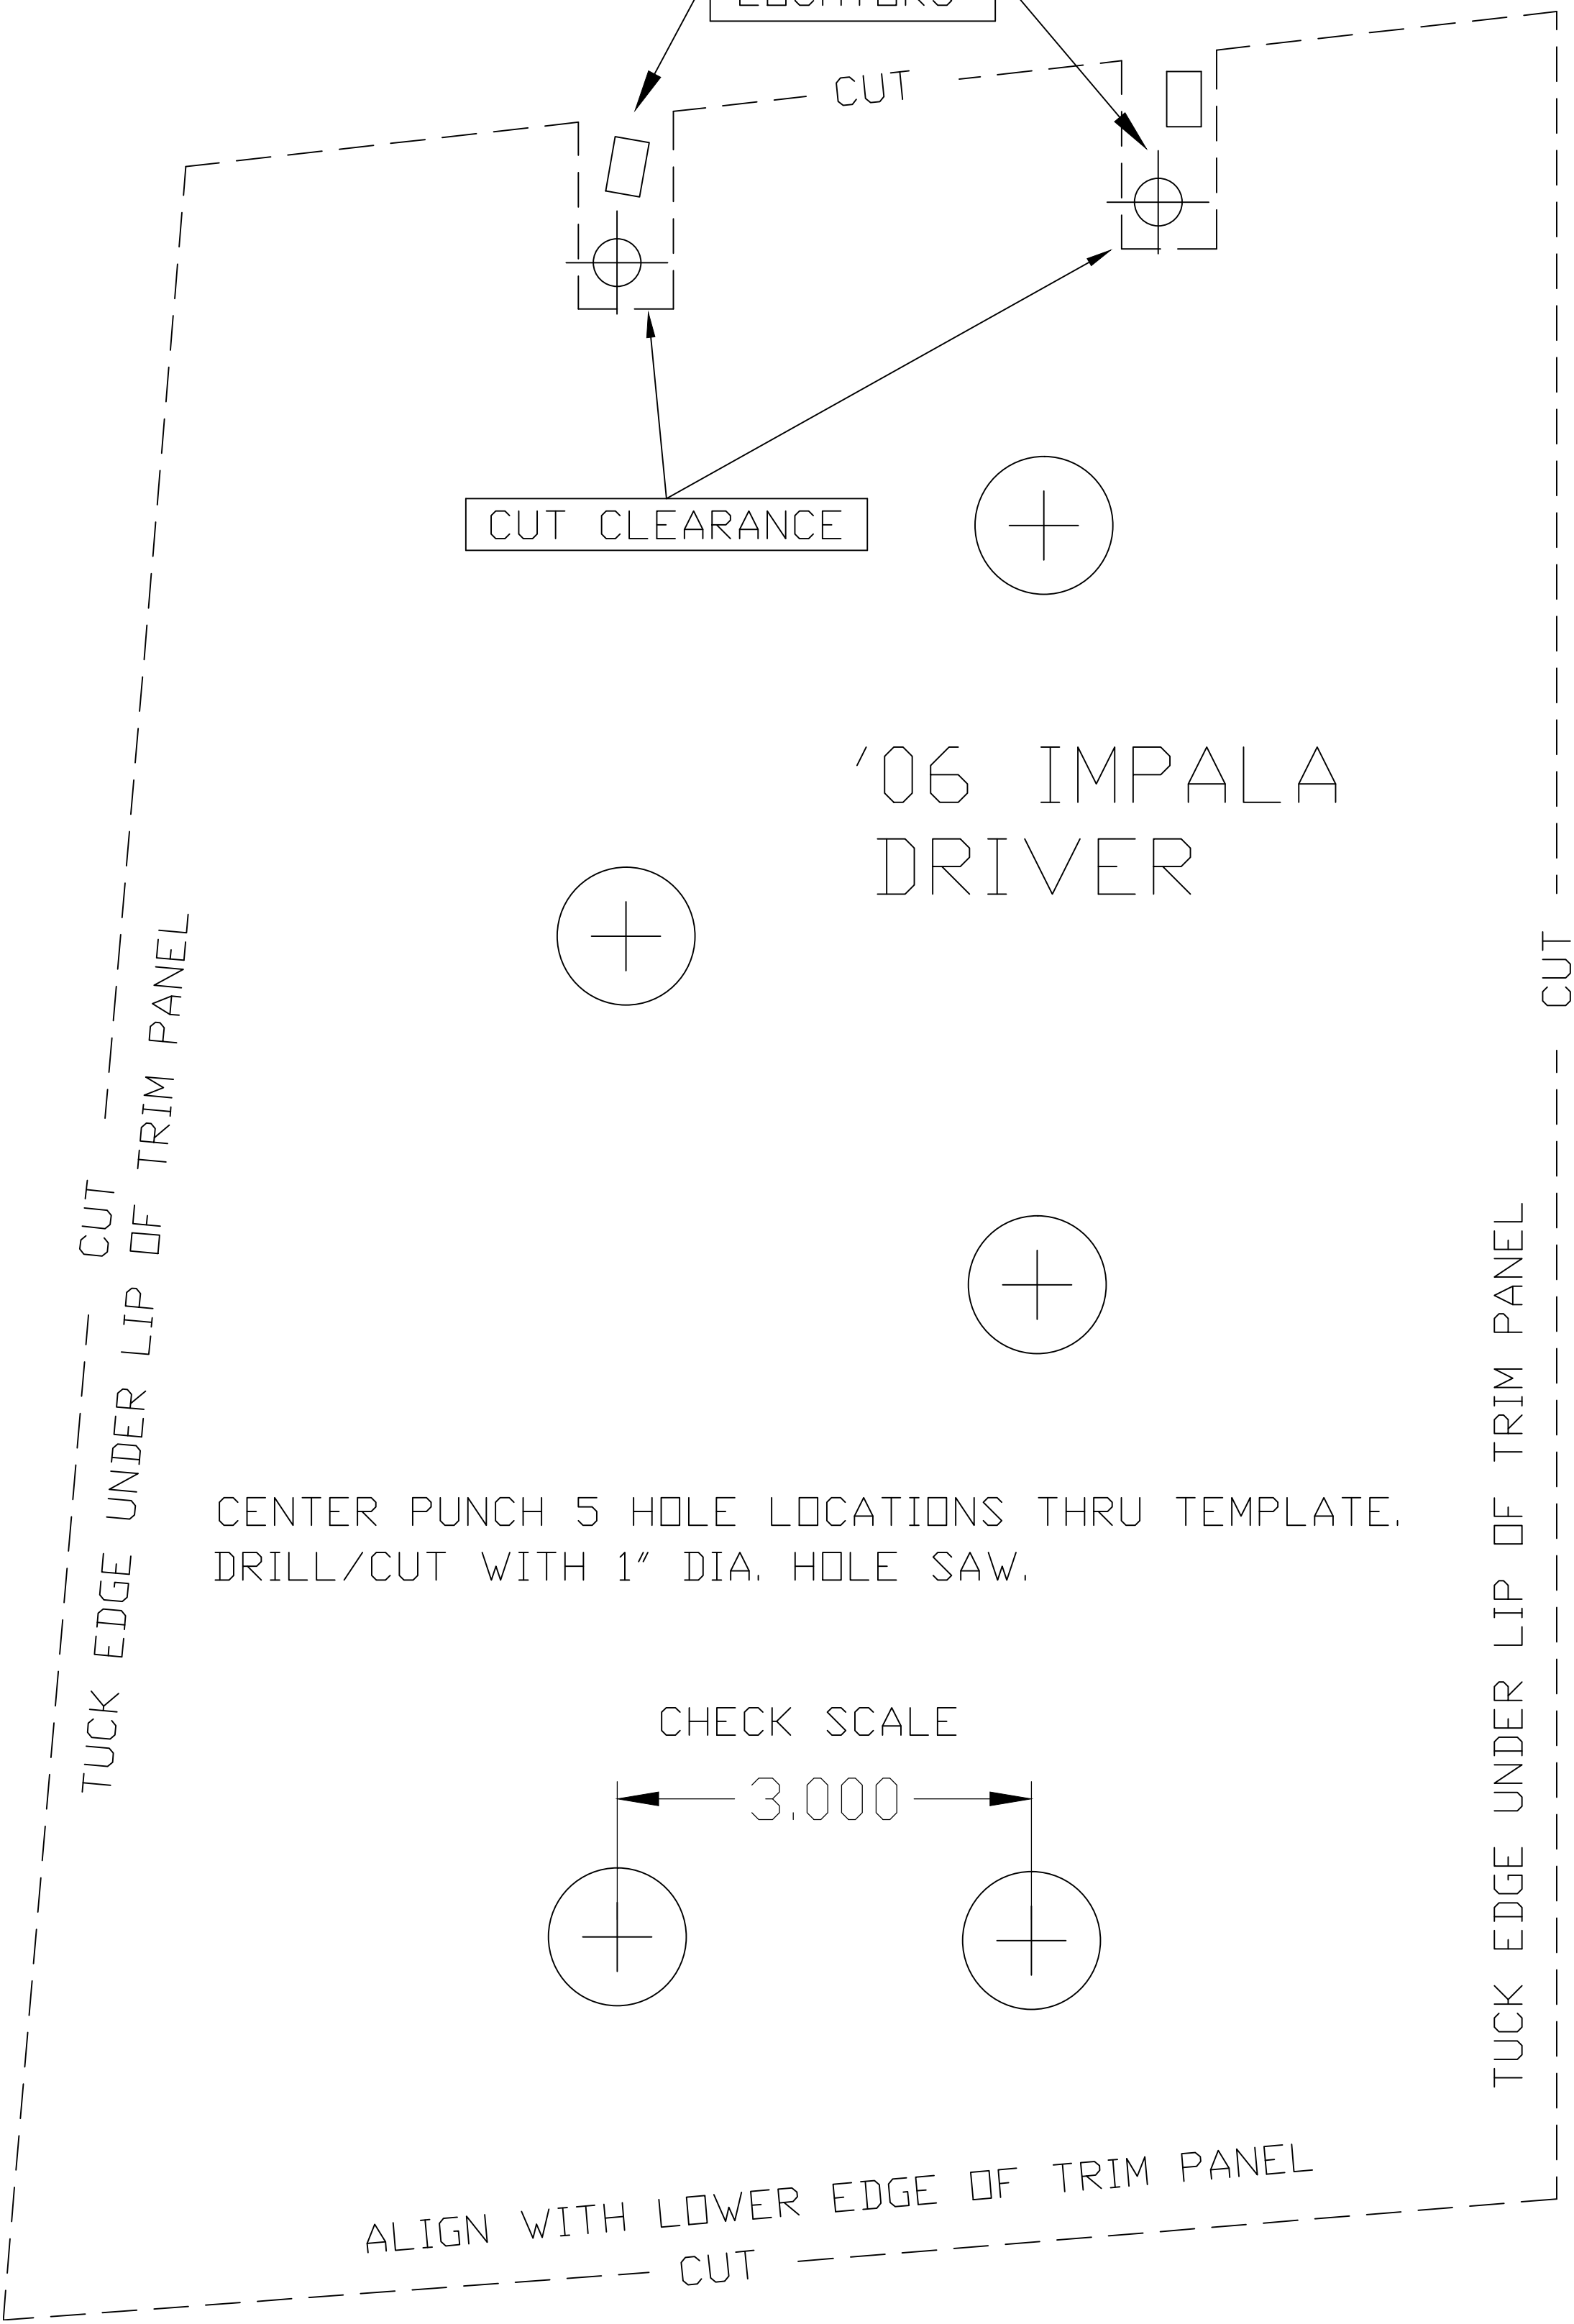 CUT
CUT CLEARANCE
'06 IMPALA
DRIVER
CUT
CUT
TUCK EDGE UNDER LIP OF TRIM PANEL
TUCK EDGE UNDER LIP OF TRIM PANEL
CENTER PUNCH 5 HOLE LOCATIONS THRU TEMPLATE.
DRILL/CUT WITH 1" DIA. HOLE SAW.
CHECK SCALE
3.000
ALIGN WITH LOWER EDGE OF TRIM PANEL
CUT